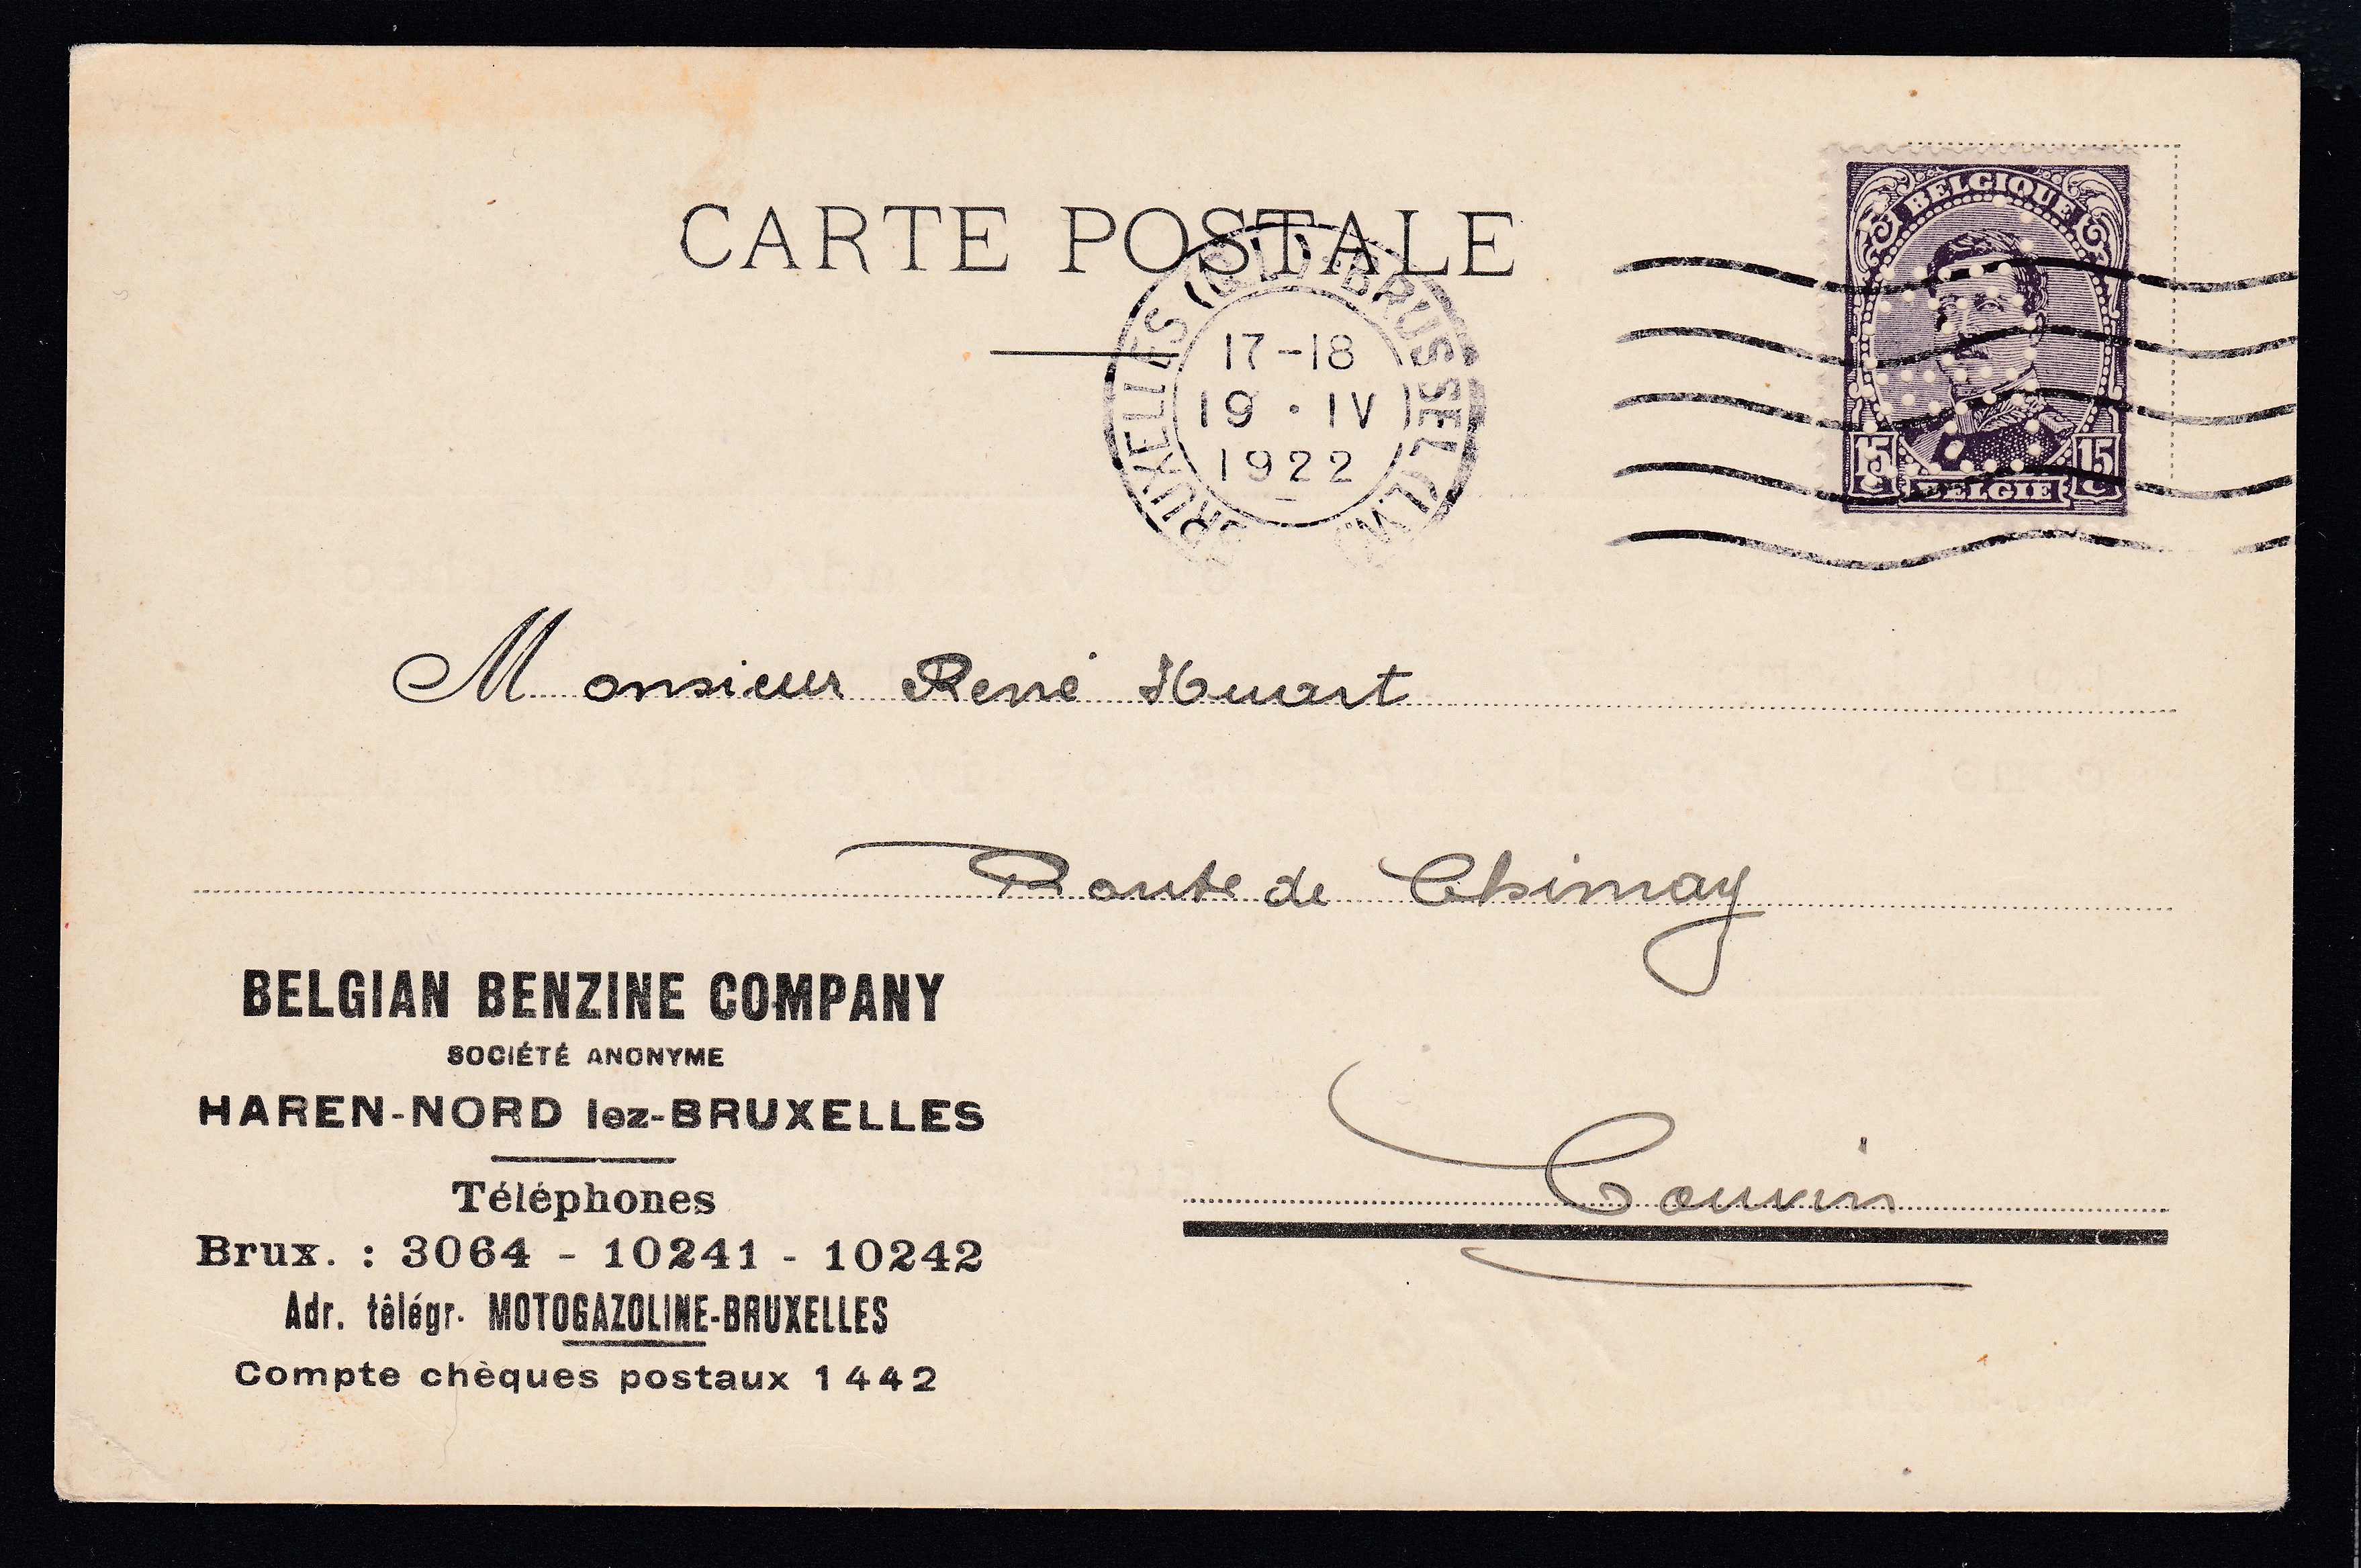 CARTE POSTALE
BELGIQUE
15 C 15 C
BELGIE
BRUXELLES (Q.L.) BRUSSEL (L.W.)
17-18
19 · IV
1922
Monsieur René Huart
Route de Chimay
Couvin
BELGIAN BENZINE COMPANY
SOCIÉTÉ ANONYME
HAREN-NORD lez-BRUXELLES
Téléphones
Brux. : 3064 - 10241 - 10242
Adr. télégr. MOTOGAZOLINE-BRUXELLES
Compte chèques postaux 1442